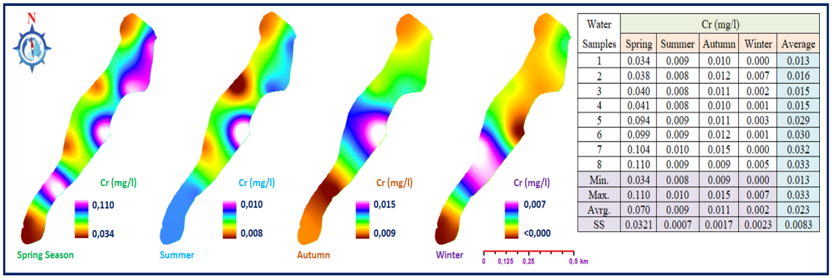 N
Cr (mg/l)
0,110
0,034
Spring Season
Cr (mg/l)
0,010
0,008
Summer
Cr (mg/l)
0,015
0,009
Autumn
Cr (mg/l)
0,007
<0,000
Winter
0 0,125 0,25 0,5 km
Water Samples Cr (mg/l)
Spring Summer Autumn Winter Average
1 0.034 0.009 0.010 0.000 0.013
2 0.038 0.008 0.012 0.007 0.016
3 0.040 0.008 0.011 0.002 0.015
4 0.041 0.008 0.010 0.001 0.015
5 0.094 0.009 0.011 0.003 0.029
6 0.099 0.009 0.012 0.001 0.030
7 0.104 0.010 0.015 0.000 0.032
8 0.110 0.009 0.009 0.005 0.033
Min. 0.034 0.008 0.009 0.000 0.013
Max. 0.110 0.010 0.015 0.007 0.033
Avrg. 0.070 0.009 0.011 0.002 0.023
SS 0.0321 0.0007 0.0017 0.0023 0.0083